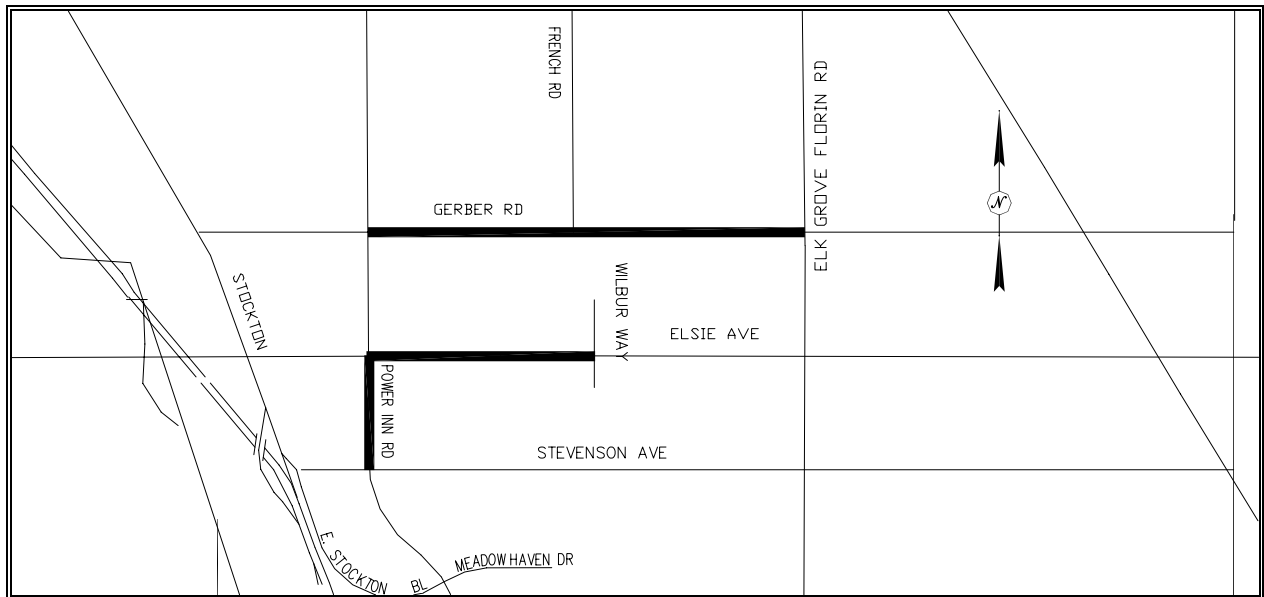 FRENCH RD
ELK GROVE FLORIN RD
N
GERBER RD
STOCKTON
WILBUR WAY
ELSIE AVE
POWER INN RD
STEVENSON AVE
E. STOCKTON BL
MEADOWHAVEN DR